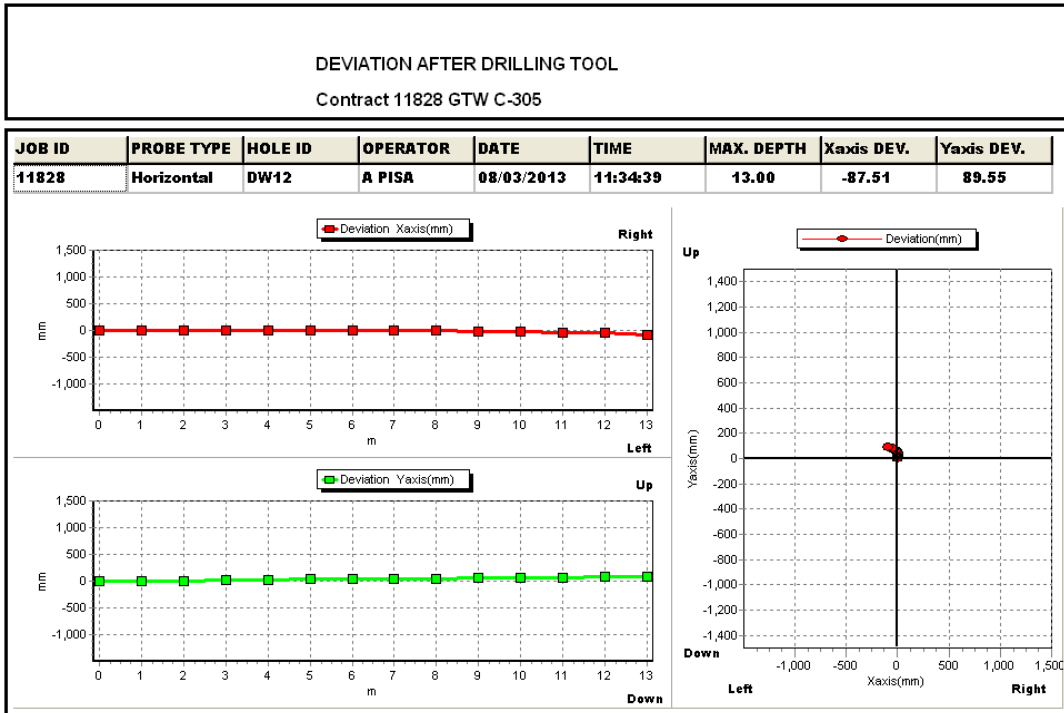 DEVIATION AFTER DRILLING TOOL
Contract 11828 GTW C-305
JOB ID PROBE TYPE HOLE ID OPERATOR DATE TIME MAX. DEPTH Xaxis DEV. Yaxis DEV.
11828 Horizontal DW12 A PISA 08/03/2013 11:34:39 13.00 -87.51 89.55
Deviation Xaxis(mm)
Right
1,500
1,000
500
0
-500
-1,000
mm
0 1 2 3 4 5 6 7 8 9 10 11 12 13
m
Left
Deviation Yaxis(mm)
Up
1,500
1,000
500
0
-500
-1,000
mm
0 1 2 3 4 5 6 7 8 9 10 11 12 13
m
Down
Deviation(mm)
Up
1,400
1,200
1,000
800
600
400
200
0
-200
-400
-600
-800
-1,000
-1,200
-1,400
Yaxis(mm)
Down
-1,000 -500 0 500 1,000 1,500
Xaxis(mm)
Left
Right